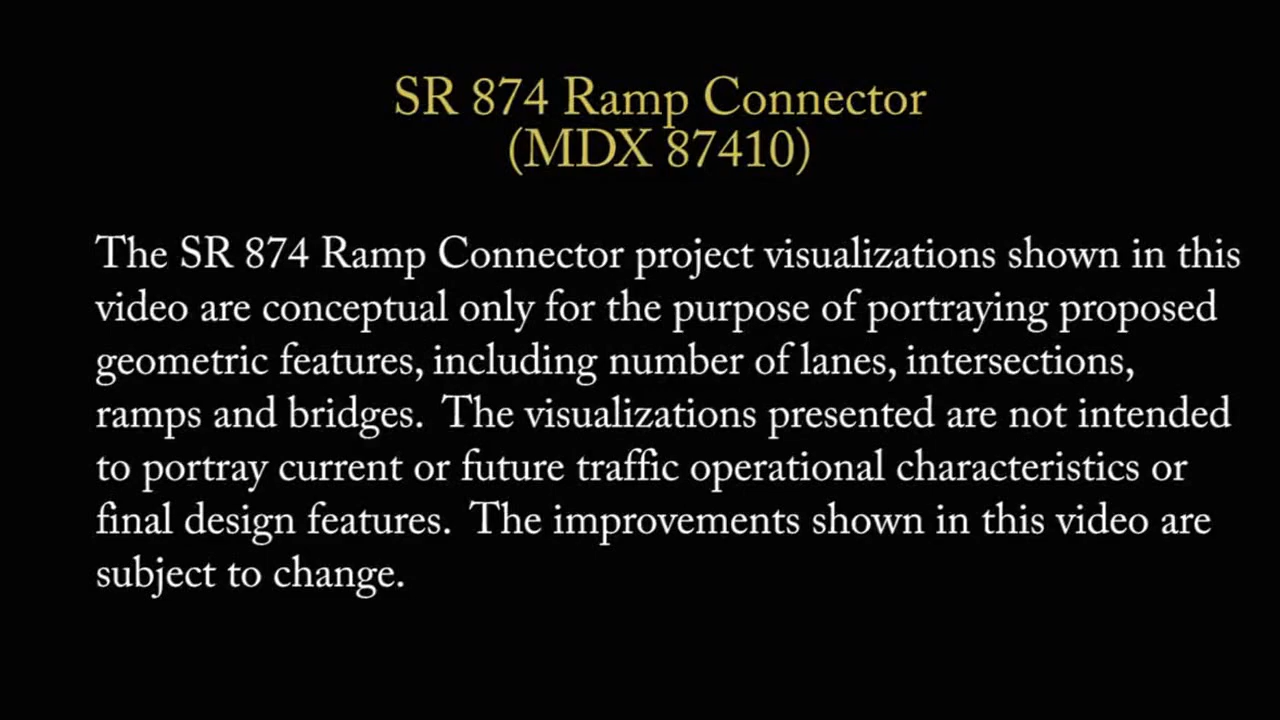 SR 874 Ramp Connector
(MDX 87410)
The SR 874 Ramp Connector project visualizations shown in this
video are conceptual only for the purpose of portraying proposed
geometric features, including number of lanes, intersections,
ramps and bridges.  The visualizations presented are not intended
to portray current or future traffic operational characteristics or
final design features.  The improvements shown in this video are
subject to change.